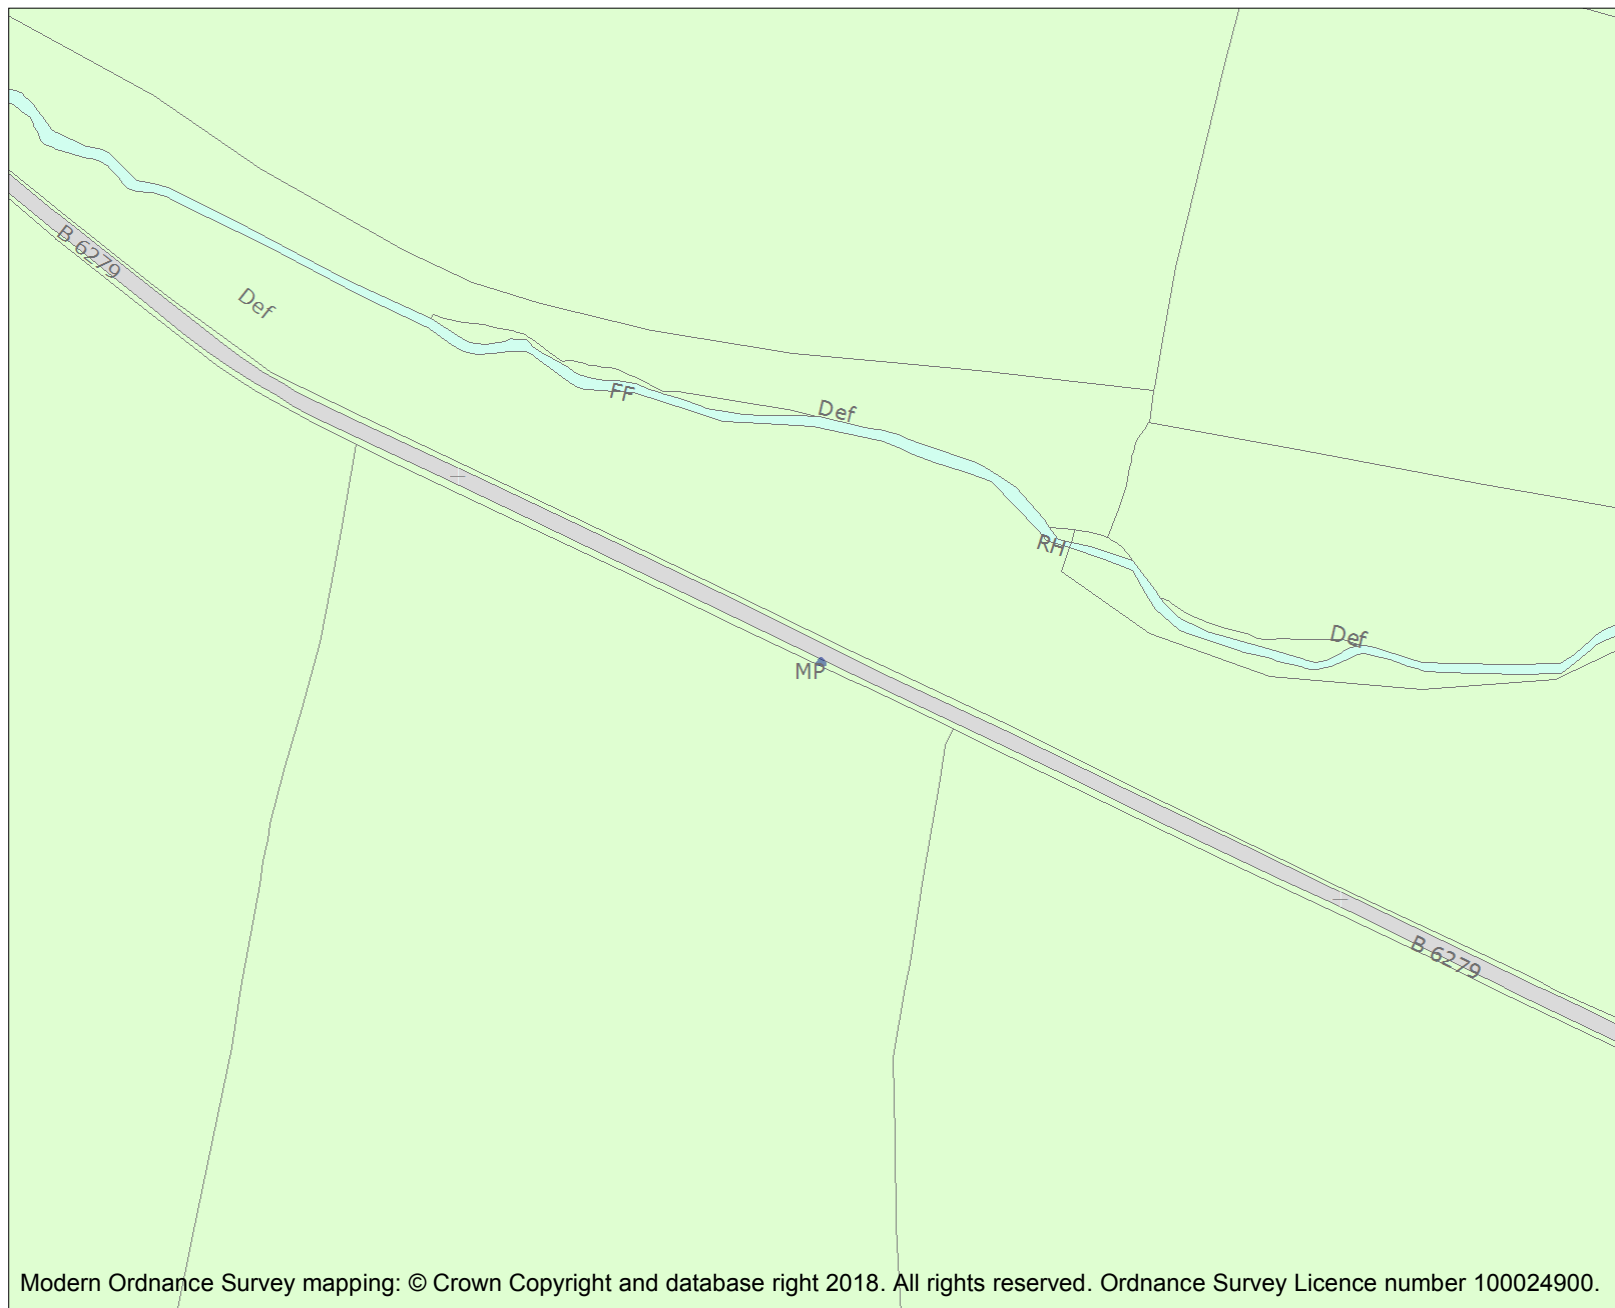 B 6279
Def
FF
Def
RH
Def
MP
B 6279
Modern Ordnance Survey mapping: © Crown Copyright and database right 2018. All rights reserved. Ordnance Survey Licence number 100024900.